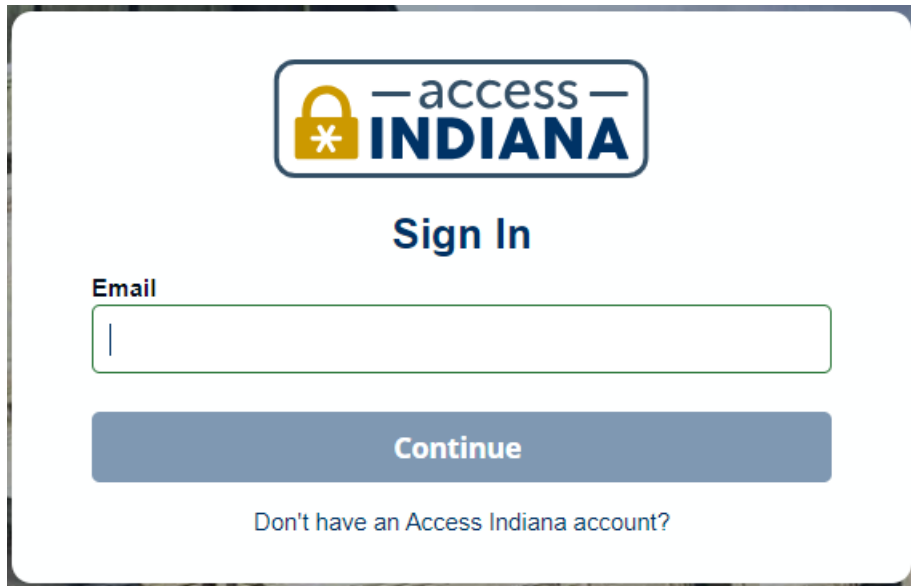 access
INDIANA
Sign In
Email
Continue
Don't have an Access Indiana account?